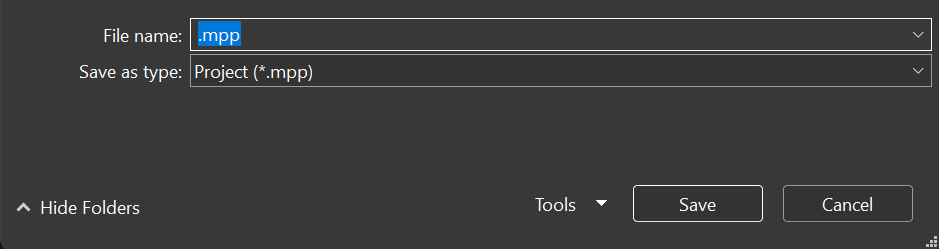 File name: .mpp
Save as type: Project (*.mpp)
Hide Folders Tools Save Cancel